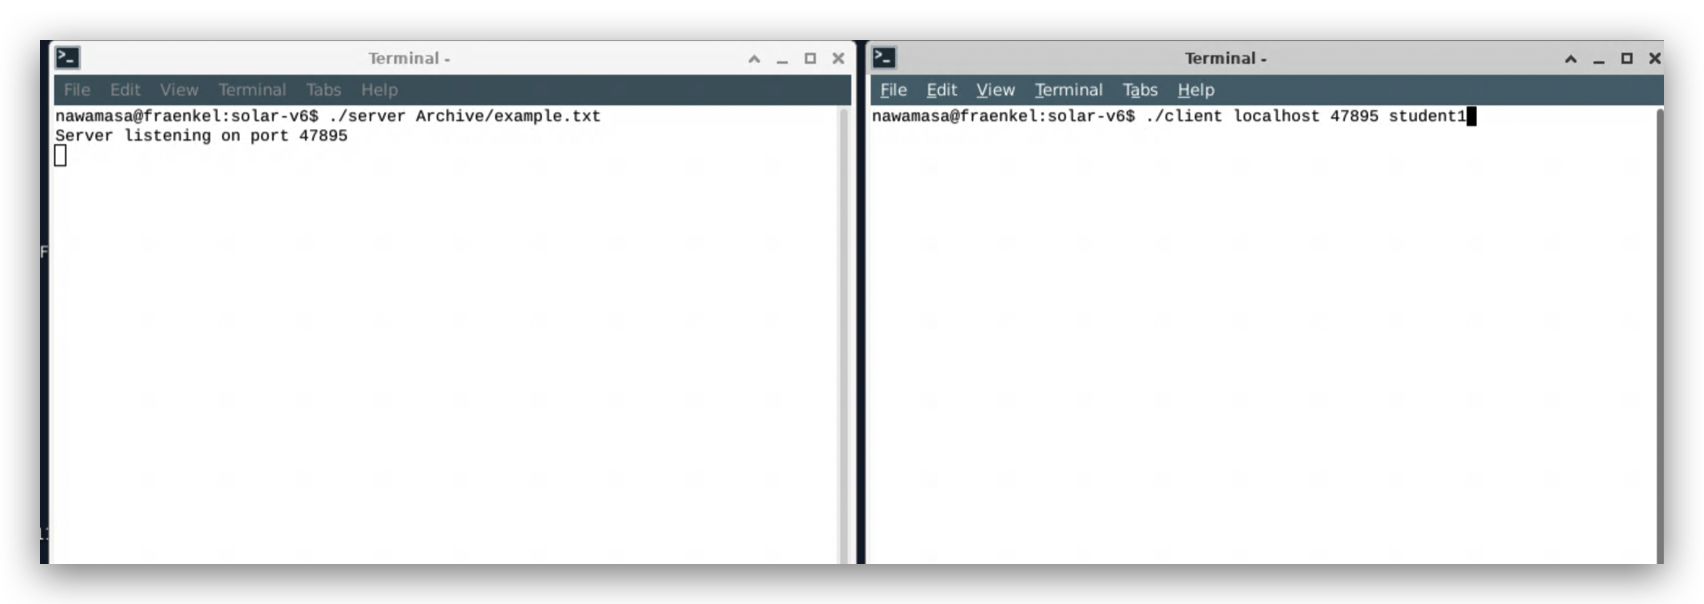 Terminal -
File Edit View Terminal Tabs Help
nawamasa@fraenkel:solar-v6$ ./server Archive/example.txt
Server listening on port 47895
Terminal -
File Edit View Terminal Tabs Help
nawamasa@fraenkel:solar-v6$ ./client localhost 47895 student1
F